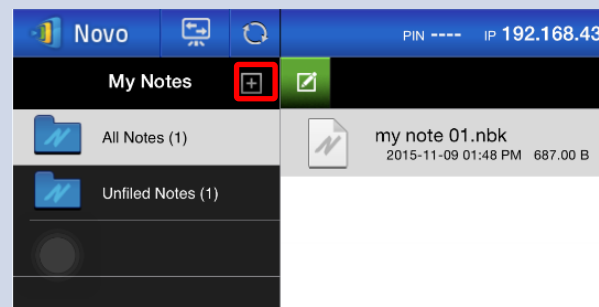 Novo
PIN ---- IP 192.168.43
My Notes
All Notes (1)
my note 01.nbk
2015-11-09 01:48 PM 687.00 B
Unfiled Notes (1)